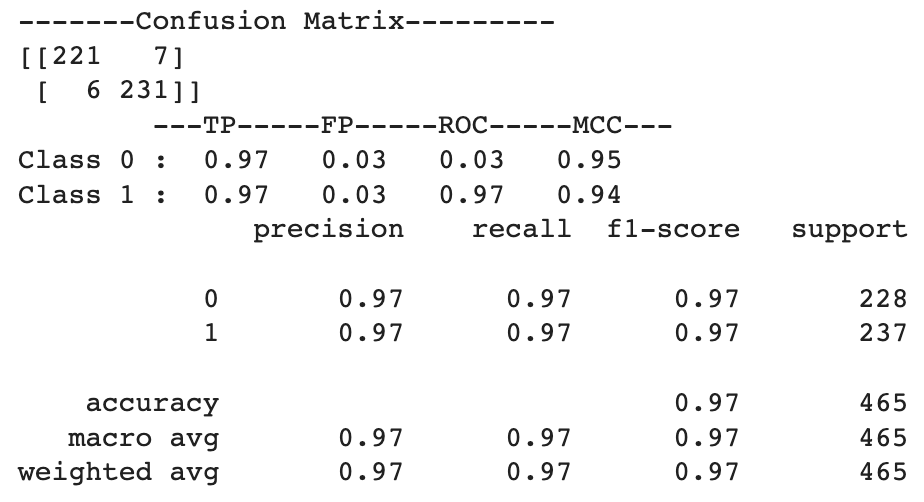 -------Confusion Matrix---------
[[221   7]
 [  6 231]]
        ---TP-----FP-----ROC-----MCC---
Class 0 :  0.97   0.03   0.03   0.95
Class 1 :  0.97   0.03   0.97   0.94
              precision    recall  f1-score   support

           0       0.97      0.97      0.97       228
           1       0.97      0.97      0.97       237

    accuracy                           0.97       465
   macro avg       0.97      0.97      0.97       465
weighted avg       0.97      0.97      0.97       465